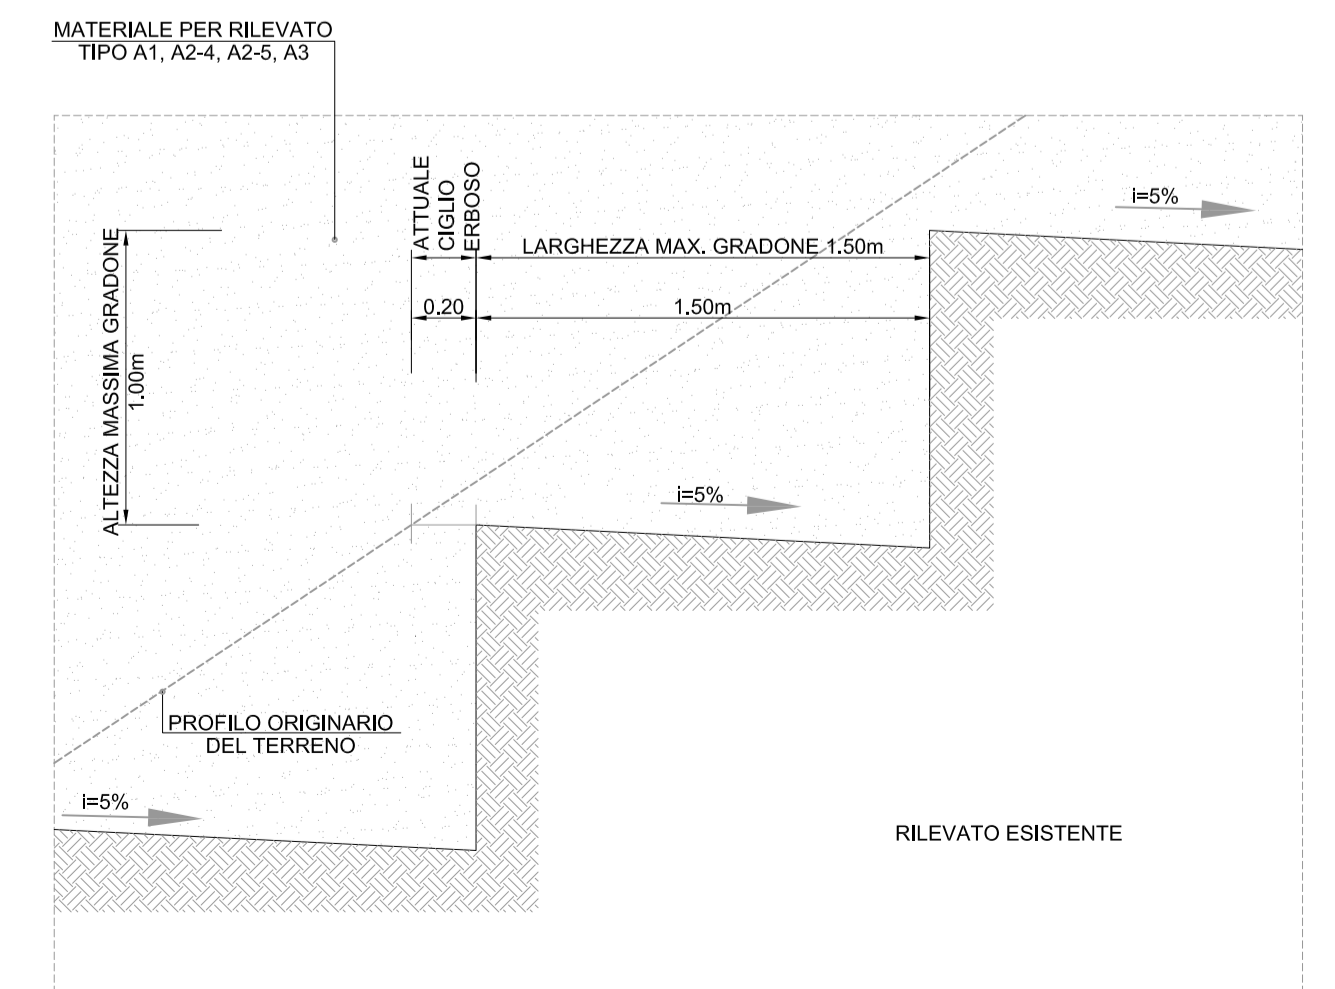 MATERIALE PER RILEVATO
TIPO A1, A2-4, A2-5, A3
ATTUALE
CIGLIO
ERBOSO
LARGHEZZA MAX. GRADONE 1.50m
0.20
1.50m
i=5%
ALTEZZA MASSIMA GRADONE
1.00m
i=5%
PROFILO ORIGINARIO
DEL TERRENO
i=5%
RILEVATO ESISTENTE